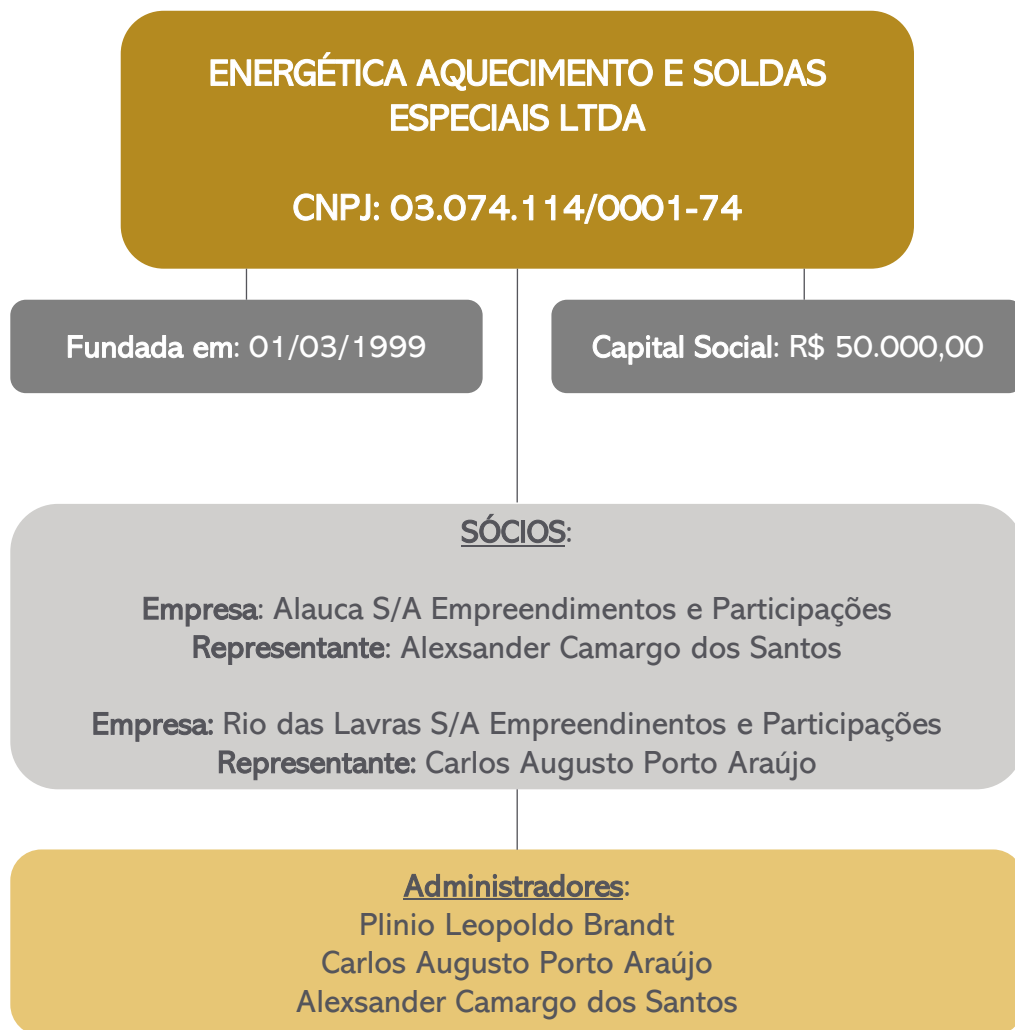 ENERGÉTICA AQUECIMENTO E SOLDAS
ESPECIAIS LTDA
CNPJ: 03.074.114/0001-74
Fundada em: 01/03/1999
Capital Social: R$ 50.000,00
SÓCIOS:
Empresa: Alauca S/A Empreendimentos e Participações
Representante: Alexsander Camargo dos Santos
Empresa: Rio das Lavras S/A Empreendinentos e Participações
Representante: Carlos Augusto Porto Araújo
Administradores:
Plinio Leopoldo Brandt
Carlos Augusto Porto Araújo
Alexsander Camargo dos Santos